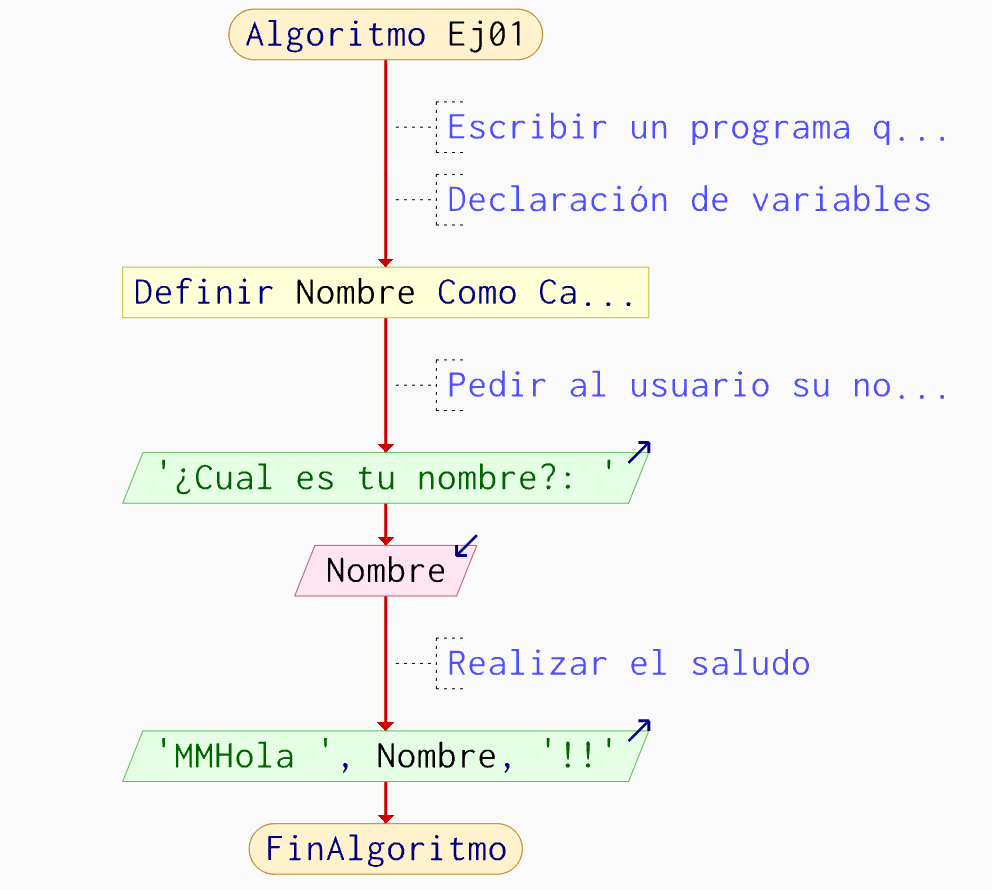 Algoritmo Ej01
Escribir un programa q...
Declaración de variables
Definir Nombre Como Ca...
Pedir al usuario su no...
'¿Cual es tu nombre?: '
Nombre
Realizar el saludo
'MMHola ', Nombre, '!!'
FinAlgoritmo